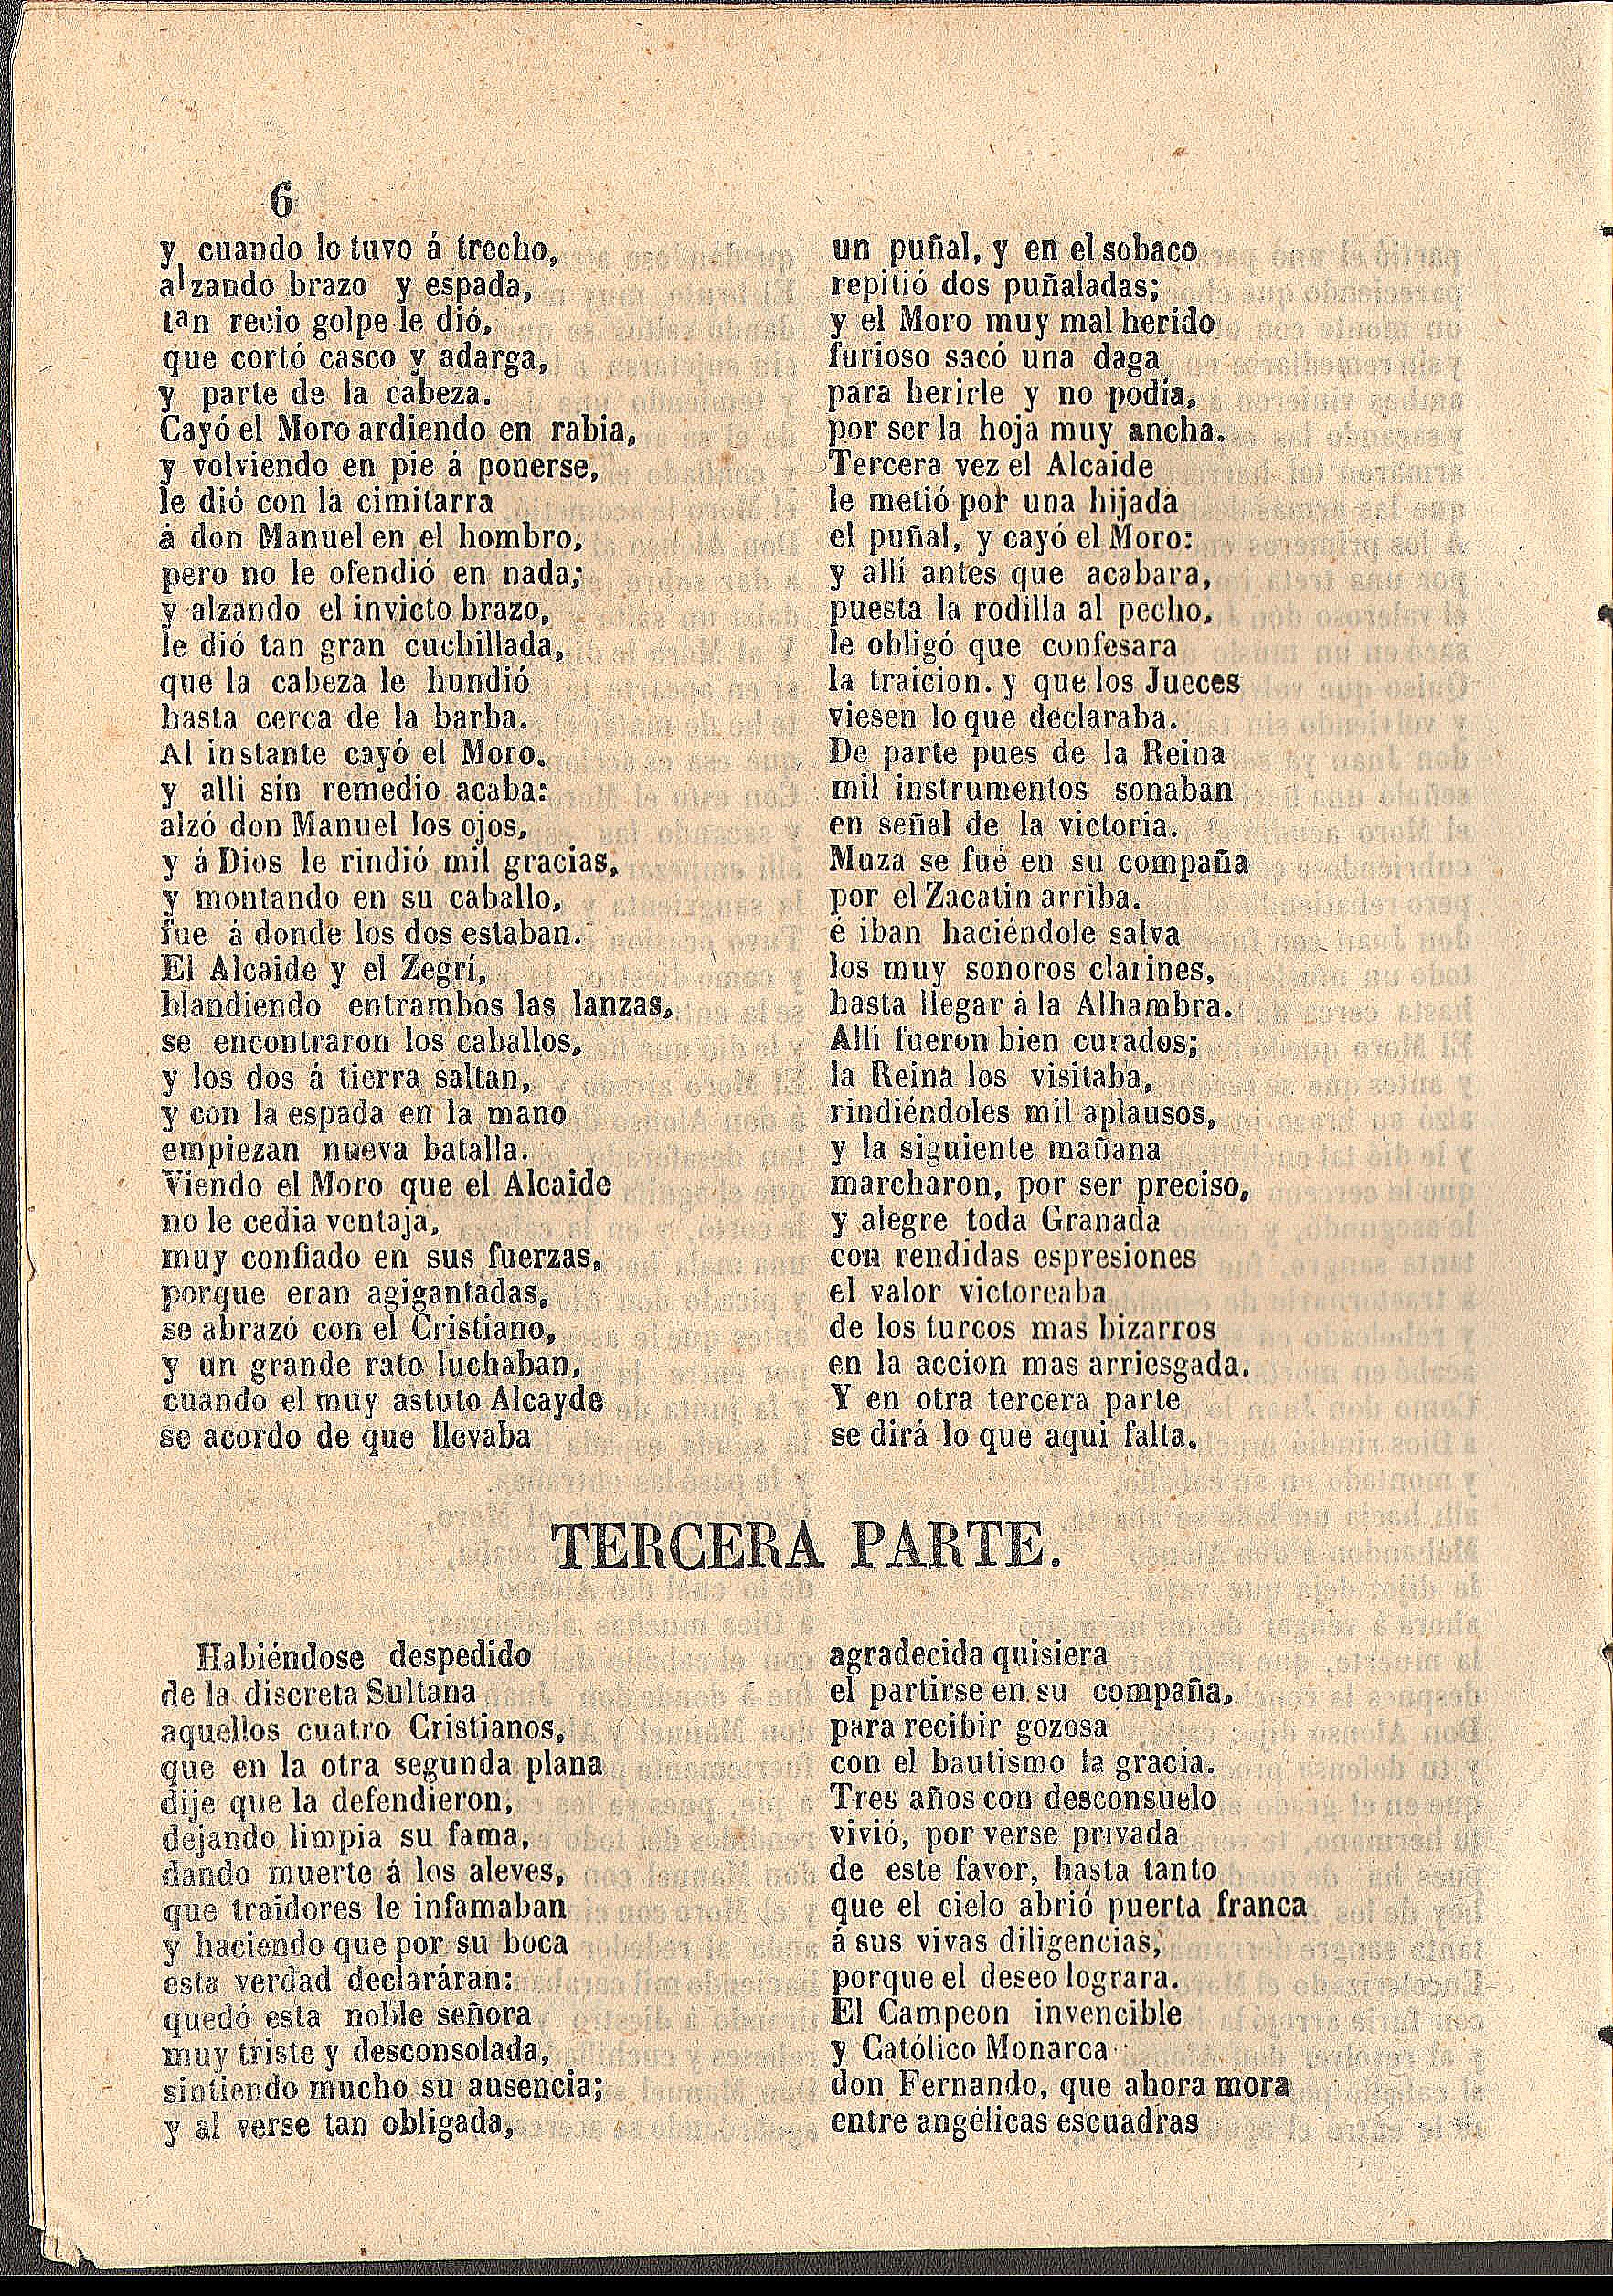 6
y cuando lo tuvo á trecho,
alzando brazo y espada,
tan recio golpe le dió,
que cortó casco y adarga,
y parte de la cabeza.
Cayó el Moro ardiendo en rabia,
y volviendo en pie á ponerse,
le dió con la cimitarra
á don Manuel en el hombro,
pero no le ofendió en nada;
y alzando el invicto brazo,
le dió tan gran cuchillada,
que la cabeza le hundió
hasta cerca de la barba.
Al instante cayó el Moro.
y alli sin remedio acaba:
alzó don Manuel los ojos,
y á Dios le rindió mil gracias,
y montando en su caballo,
fue á donde los dos estaban.
El Alcaide y el Zegrí,
blandiendo entrambos las lanzas,
se encontraron los caballos,
y los dos á tierra saltan,
y con la espada en la mano
empiezan nueva batalla.
Viendo el Moro que el Alcaide
no le cedia ventaja,
muy confiado en sus fuerzas,
porque eran agigantadas,
se abrazó con el Cristiano,
y un grande rato luchaban,
cuando el muy astuto Alcayde
se acordo de que llevaba
un puñal, y en el sobaco
repitió dos puñaladas;
y el Moro muy mal herido
furioso sacó una daga
para herirle y no podia,
por ser la hoja muy ancha.
Tercera vez el Alcaide
le metió por una hijada
el puñal, y cayó el Moro:
y allí antes que acabara,
puesta la rodilla al pecho,
le obligó que confesara
la traicion. y que los Jueces
viesen lo que declaraba.
De parte pues de la Reina
mil instrumentos sonaban
en señal de la victoria.
Muza se fué en su compaña
por el Zacatin arriba.
é iban haciéndole salva
los muy sonoros clarines,
hasta llegar á la Alhambra.
Alli fueron bien curados;
la Reina los visitaba,
rindiéndoles mil aplausos,
y la siguiente mañana
marcharon, por ser preciso,
y alegre toda Granada
con rendidas espresiones
el valor victoreaba
de los turcos mas bizarros
en la accion mas arriesgada.
Y en otra tercera parte
se dirá lo que aqui falta.
TERCERA PARTE.
Habiéndose despedido
de la discreta Sultana
aquellos cuatro Cristianos,
que en la otra segunda plana
dije que la defendieron,
dejando limpia su fama,
dando muerte á los aleves,
que traidores le infamaban
y haciendo que por su boca
esta verdad declaráran:
quedó esta noble señora
muy triste y desconsolada,
sintiendo mucho su ausencia;
y al verse tan obligada,
agradecida quisiera
el partirse en su compaña,
para recibir gozosa
con el bautismo la gracia.
Tres años con desconsuelo
vivió, por verse privada
de este favor, hasta tanto
que el cielo abrió puerta franca
á sus vivas diligencias,
porque el deseo lograra.
El Campeon invencible
y Católico Monarca
don Fernando, que ahora mora
entre angélicas escuadras